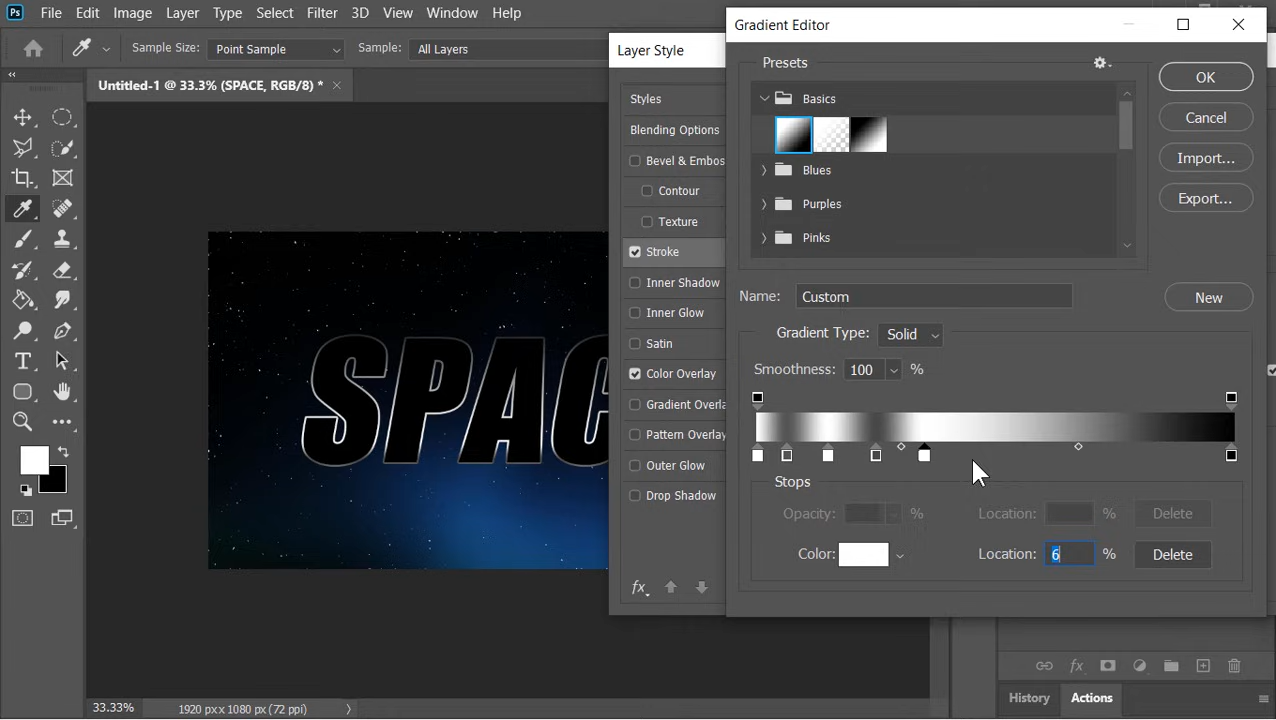 Ps File Edit Image Layer Type Select Filter 3D View Window Help
Sample Size: Point Sample Sample: All Layers
Untitled-1 @ 33.3% (SPACE, RGB/8) *
SPAC
33.33% 1920 px x 1080 px (72 ppi)
Layer Style
Styles
Blending Options
Bevel & Embos
Contour
Texture
Stroke
Inner Shadow
Inner Glow
Satin
Color Overlay
Gradient Overla
Pattern Overlay
Outer Glow
Drop Shadow
fx
Gradient Editor
Presets
Basics
Blues
Purples
Pinks
OK
Cancel
Import...
Export...
Name: Custom
New
Gradient Type: Solid
Smoothness: 100 %
Stops
Opacity: % Location: % Delete
Color: Location: 6 % Delete
fx
History Actions